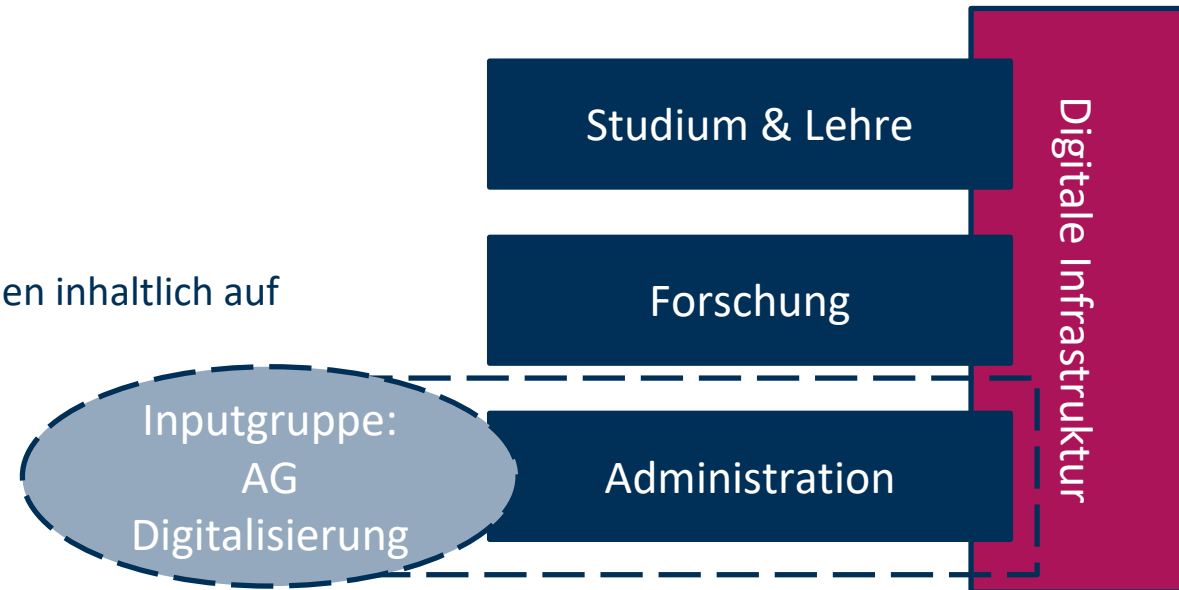 Studium & Lehre
en inhaltlich auf
Forschung
Inputgruppe:
AG
Digitalisierung
Administration
Digitale Infrastruktur